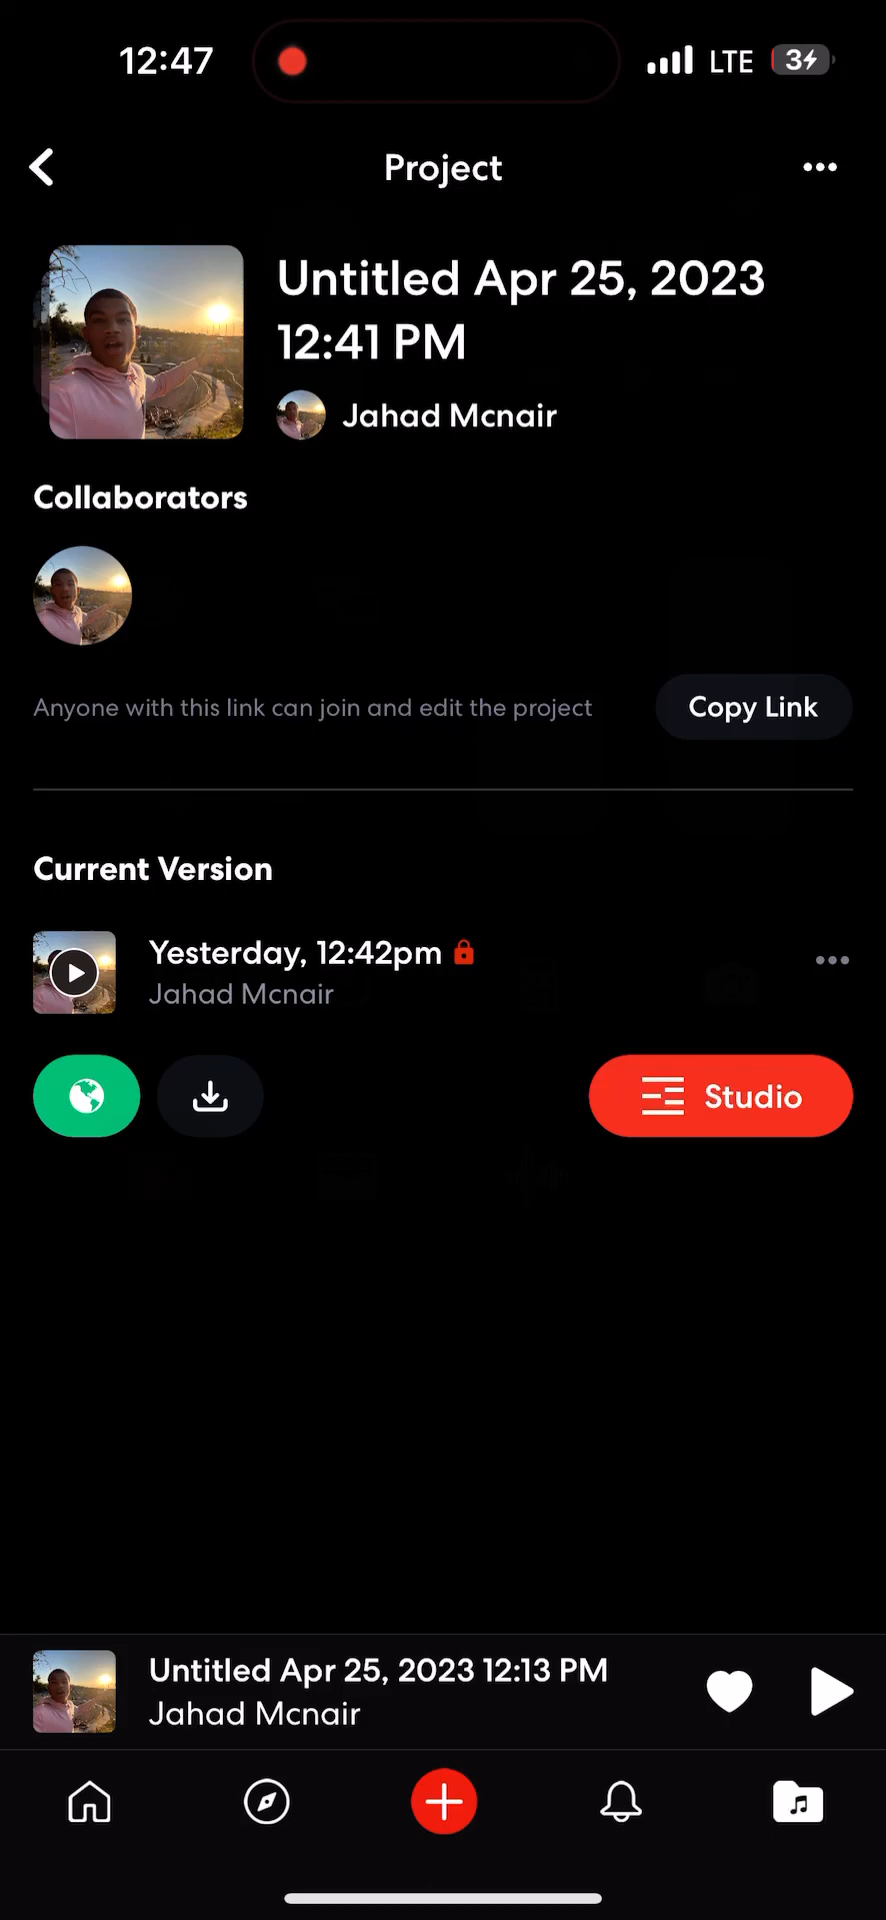 12:47
LTE
3
Project
Untitled Apr 25, 2023
12:41 PM
Jahad Mcnair
Collaborators
Anyone with this link can join and edit the project
Copy Link
Current Version
Yesterday, 12:42pm
Jahad Mcnair
Studio
Untitled Apr 25, 2023 12:13 PM
Jahad Mcnair